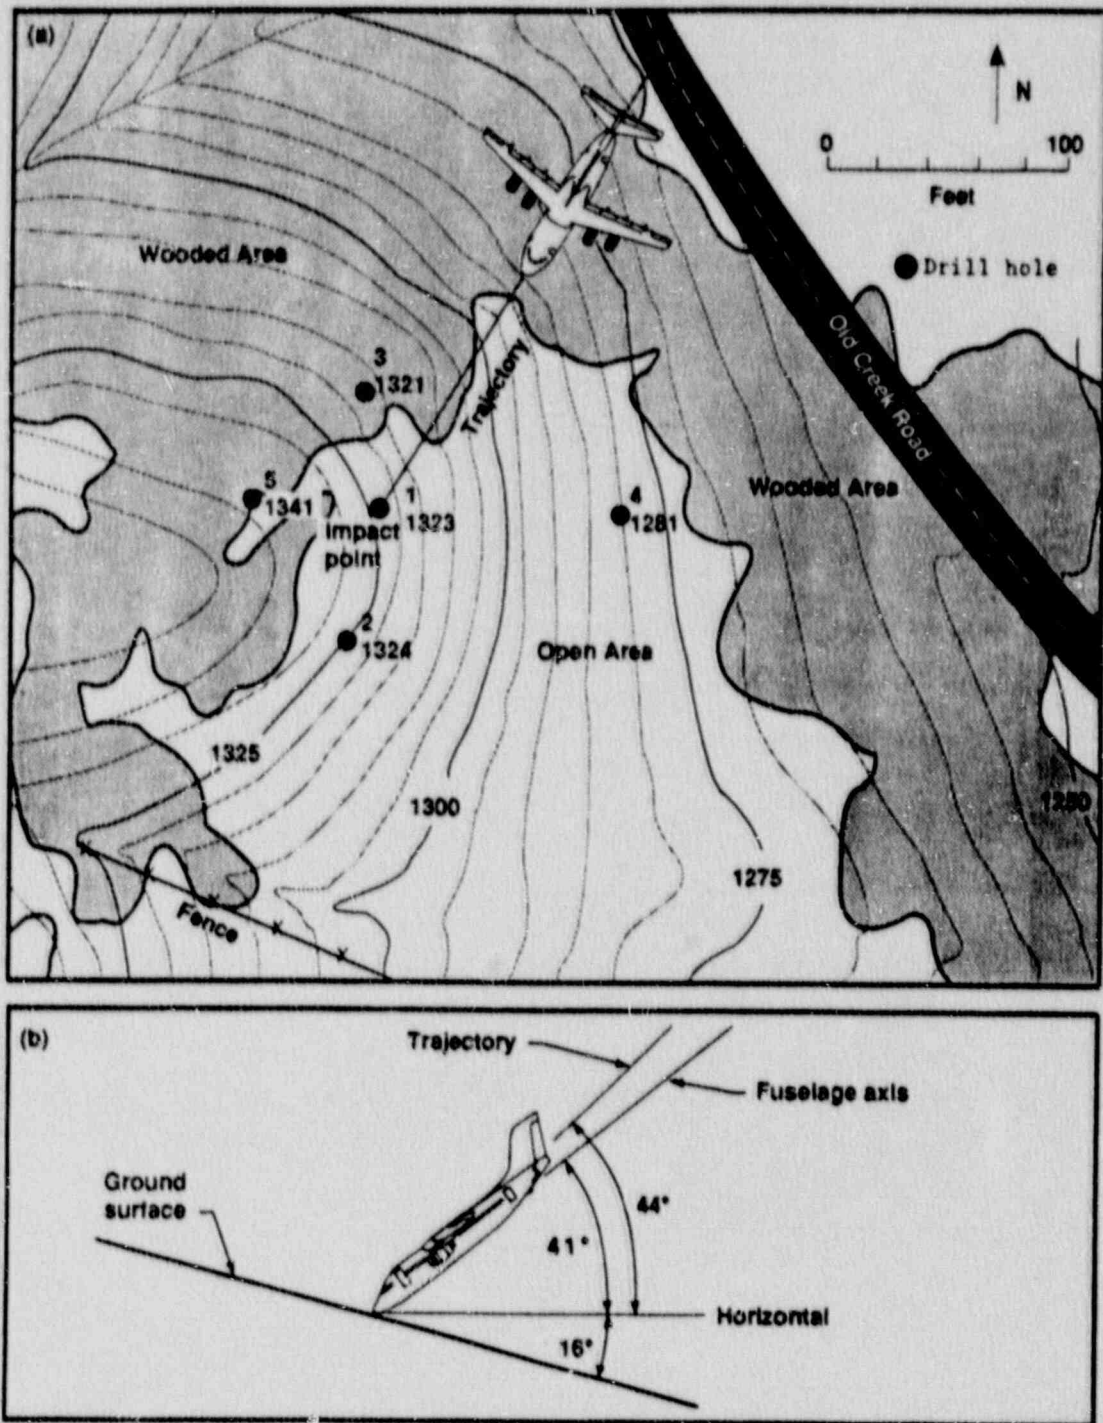 (a)
N
0 100
Feet
Drill hole
Wooded Area
Old Creek Road
Trajectory
3
1321
5
1341
1
1323
Impact
point
4
1281
Wooded Area
2
1324
Open Area
1325
1300
1250
1275
Fence
(b)
Trajectory
Fuselage axis
Ground
surface
44°
41°
Horizontal
16°